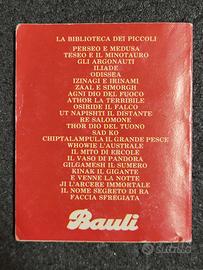 LA BIBLIOTECA DEI PICCOLI
PERSEO E MEDUSA
TESEO E IL MINOTAURO
GLI ARGONAUTI
ILIADE
ODISSEA
IZINAGI E IRINAMI
ZAAL E SIMORGH
AGNI DIO DEL FUOCO
ATHOR LA TERRIBILE
OSIRIDE IL FALCO
UT NAPISHTI IL DISTANTE
RE SALOMONE
THOR DIO DEL TUONO
SAD KO
CHIPTALAMPULA IL GRANDE PESCE
WHOWIE L'AUSTRALE
IL MITO DI ERCOLE
IL VASO DI PANDORA
GILGAMESH IL SUMERO
KINAK IL GIGANTE
E VENNE LA NOTTE
JI L'ARCERE IMMORTALE
IL NOME SEGRETO DI RA
FACCIA SFREGIATA
Bauli
subito